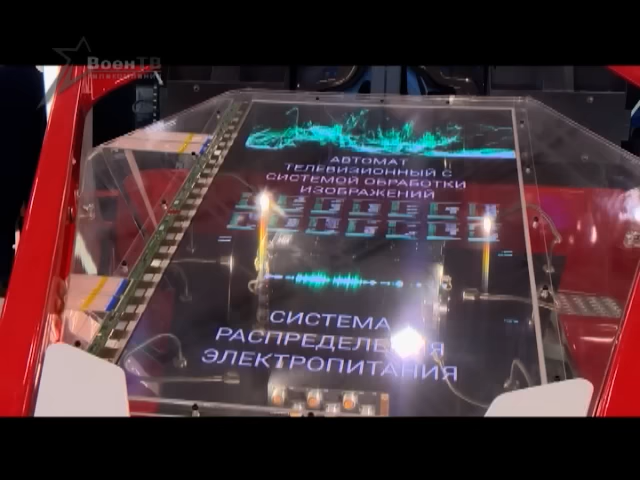 ВоенТВ
АВТОМАТ
ТЕЛЕВИЗИОННЫЙ С
СИСТЕМОЙ ОБРАБОТКИ
ИЗОБРАЖЕНИЙ
СИСТЕМА
РАСПРЕДЕЛЕНИЯ
ЭЛЕКТРОПИТАНИЯ